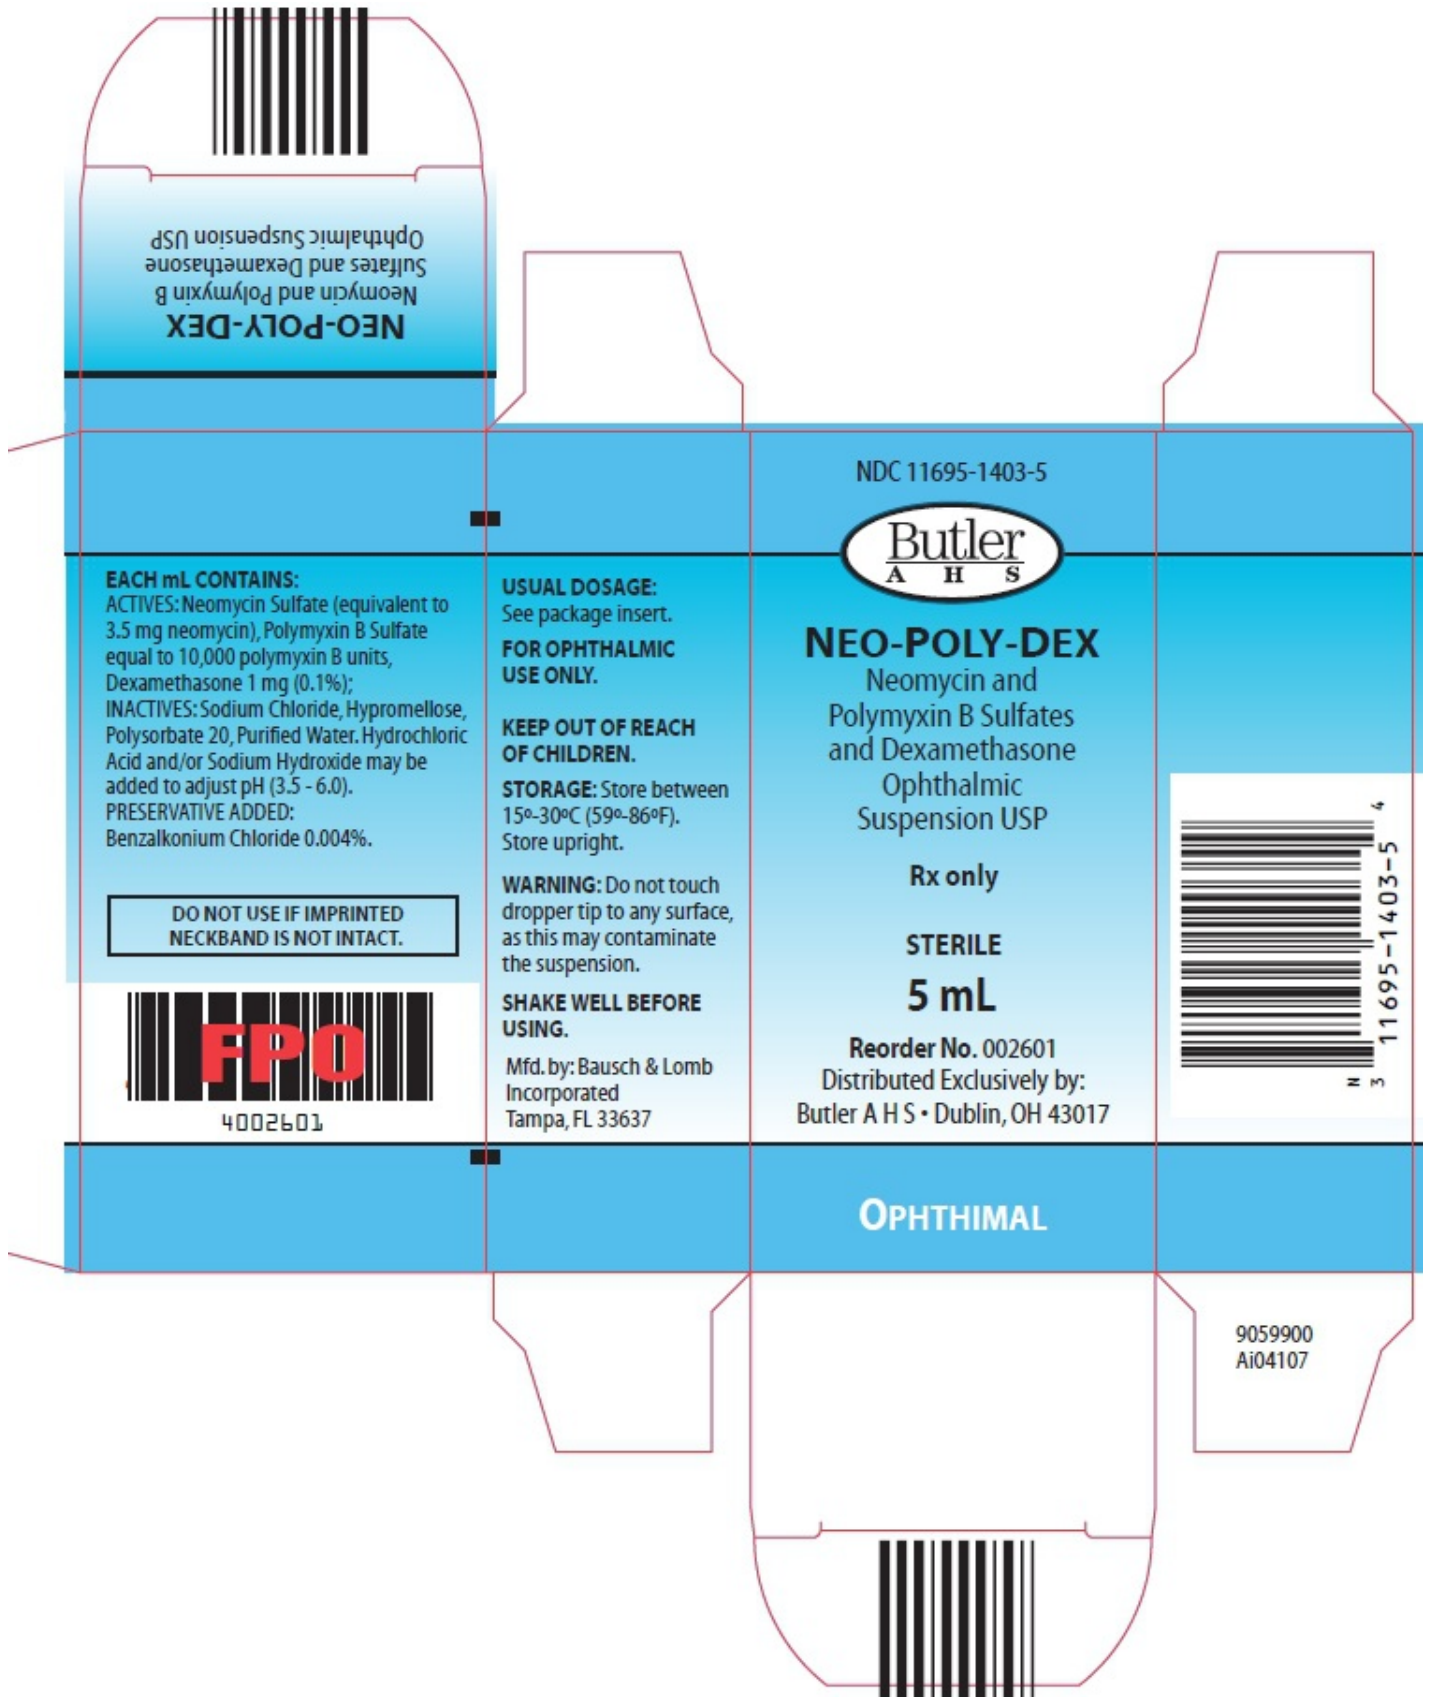 Ophthalmic Suspension USP
Sulfates and Dexamethasone
Neomycin and Polymyxin B
NEO-POLY-DEX
EACH mL CONTAINS:
ACTIVES: Neomycin Sulfate (equivalent to
3.5 mg neomycin), Polymyxin B Sulfate
equal to 10,000 polymyxin B units,
Dexamethasone 1 mg (0.1%);
INACTIVES: Sodium Chloride, Hypromellose,
Polysorbate 20, Purified Water. Hydrochloric
Acid and/or Sodium Hydroxide may be
added to adjust pH (3.5 - 6.0).
PRESERVATIVE ADDED:
Benzalkonium Chloride 0.004%.
DO NOT USE IF IMPRINTED
NECKBAND IS NOT INTACT.
FPO
4002601
USUAL DOSAGE:
See package insert.
FOR OPHTHALMIC
USE ONLY.
KEEP OUT OF REACH
OF CHILDREN.
STORAGE: Store between
15º-30ºC (59º-86ºF).
Store upright.
WARNING: Do not touch
dropper tip to any surface,
as this may contaminate
the suspension.
SHAKE WELL BEFORE
USING.
Mfd. by: Bausch & Lomb
Incorporated
Tampa, FL 33637
NDC 11695-1403-5
Butler
A H S
NEO-POLY-DEX
Neomycin and
Polymyxin B Sulfates
and Dexamethasone
Ophthalmic
Suspension USP
Rx only
STERILE
5 mL
Reorder No. 002601
Distributed Exclusively by:
Butler A H S • Dublin, OH 43017
OPHTHIMAL
N 3 11695-1403-5 4
9059900
Ai04107